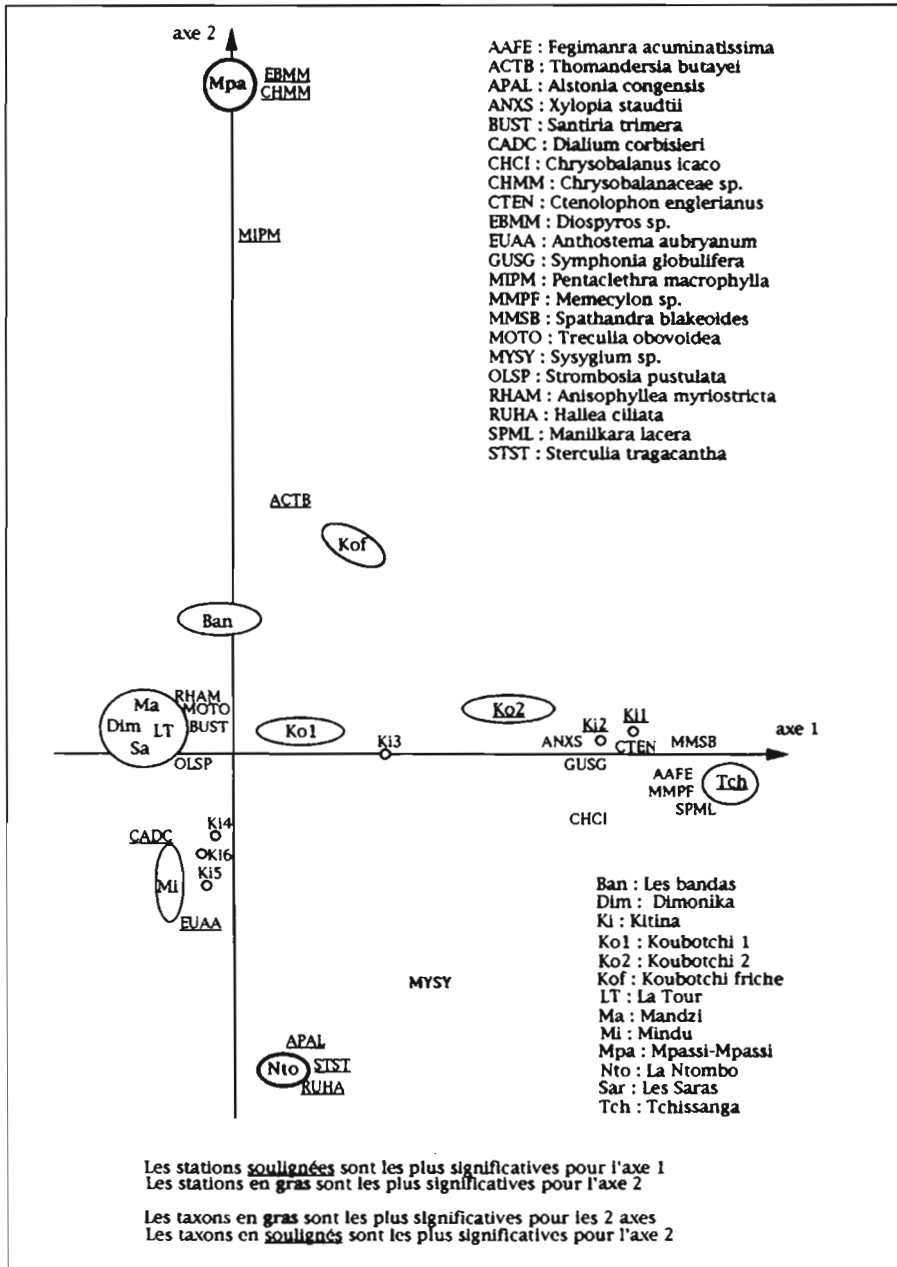 axe 2
Mpa
EBMM
CHMM
AAFE : Fegimanra acuminatissima
ACTB : Thomandersia butayei
APAL : Alstonia congensis
ANXS : Xylopia staudtii
BUST : Santiria trimera
CADC : Dialium corbisieri
CHCI : Chrysobalanus icaco
CHMM : Chrysobalanaceae sp.
CTEN : Ctenolophon englerianus
EBMM : Diospyros sp.
EUAA : Anthostema aubryanum
GUSG : Symphonia globulifera
MIPM : Pentaclethra macrophylla
MMPF : Memecylon sp.
MMSB : Spathandra blakeoides
MOTO : Treculia obovoidea
MYSY : Sysygium sp.
OLSP : Strombosia pustulata
RHAM : Anisophyllea myriostricta
RUHA : Hallea ciliata
SPML : Manilkara lacera
STST : Sterculia tragacantha
MIPM
ACTB
Kof
Ban
Ma
Dim LT
Sa
RHAM
MOTO
BUST
OLSP
Ko1
Ki3
Ko2
Ki2
Ki1
ANXS
CTEN
MMSB
axe 1
GUSG
AAFE
MMPF
SPML
Tch
CHCI
CADC
Ki4
Ki6
Ki5
Mi
EUAA
MYSY
APAL
Nto
STST
RUHA
Ban : Les bandas
Dim : Dimonika
Ki : Kitina
Ko1 : Koubotchi 1
Ko2 : Koubotchi 2
Kof : Koubotchi friche
LT : La Tour
Ma : Mandzi
Mi : Mindu
Mpa : Mpassi-Mpassi
Nto : La Ntombo
Sar : Les Saras
Tch : Tchissanga
Les stations soulignées sont les plus significatives pour l'axe 1
Les stations en gras sont les plus significatives pour l'axe 2
Les taxons en gras sont les plus significatives pour les 2 axes
Les taxons en soulignés sont les plus significatives pour l'axe 2